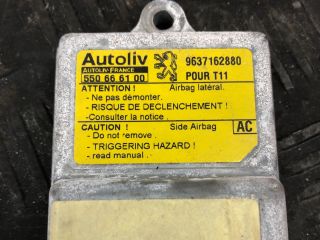 Autoliv
AUTOLIV-FRANCE
550 66 61 00
9637162880
POUR T11
ATTENTION ! Airbag latéral.
- Ne pas démonter.
- RISQUE DE DECLENCHEMENT !
-Consulter la notice .
CAUTION ! Side Airbag AC
- Do not remove.
- TRIGGERING HAZARD !
- read manual .